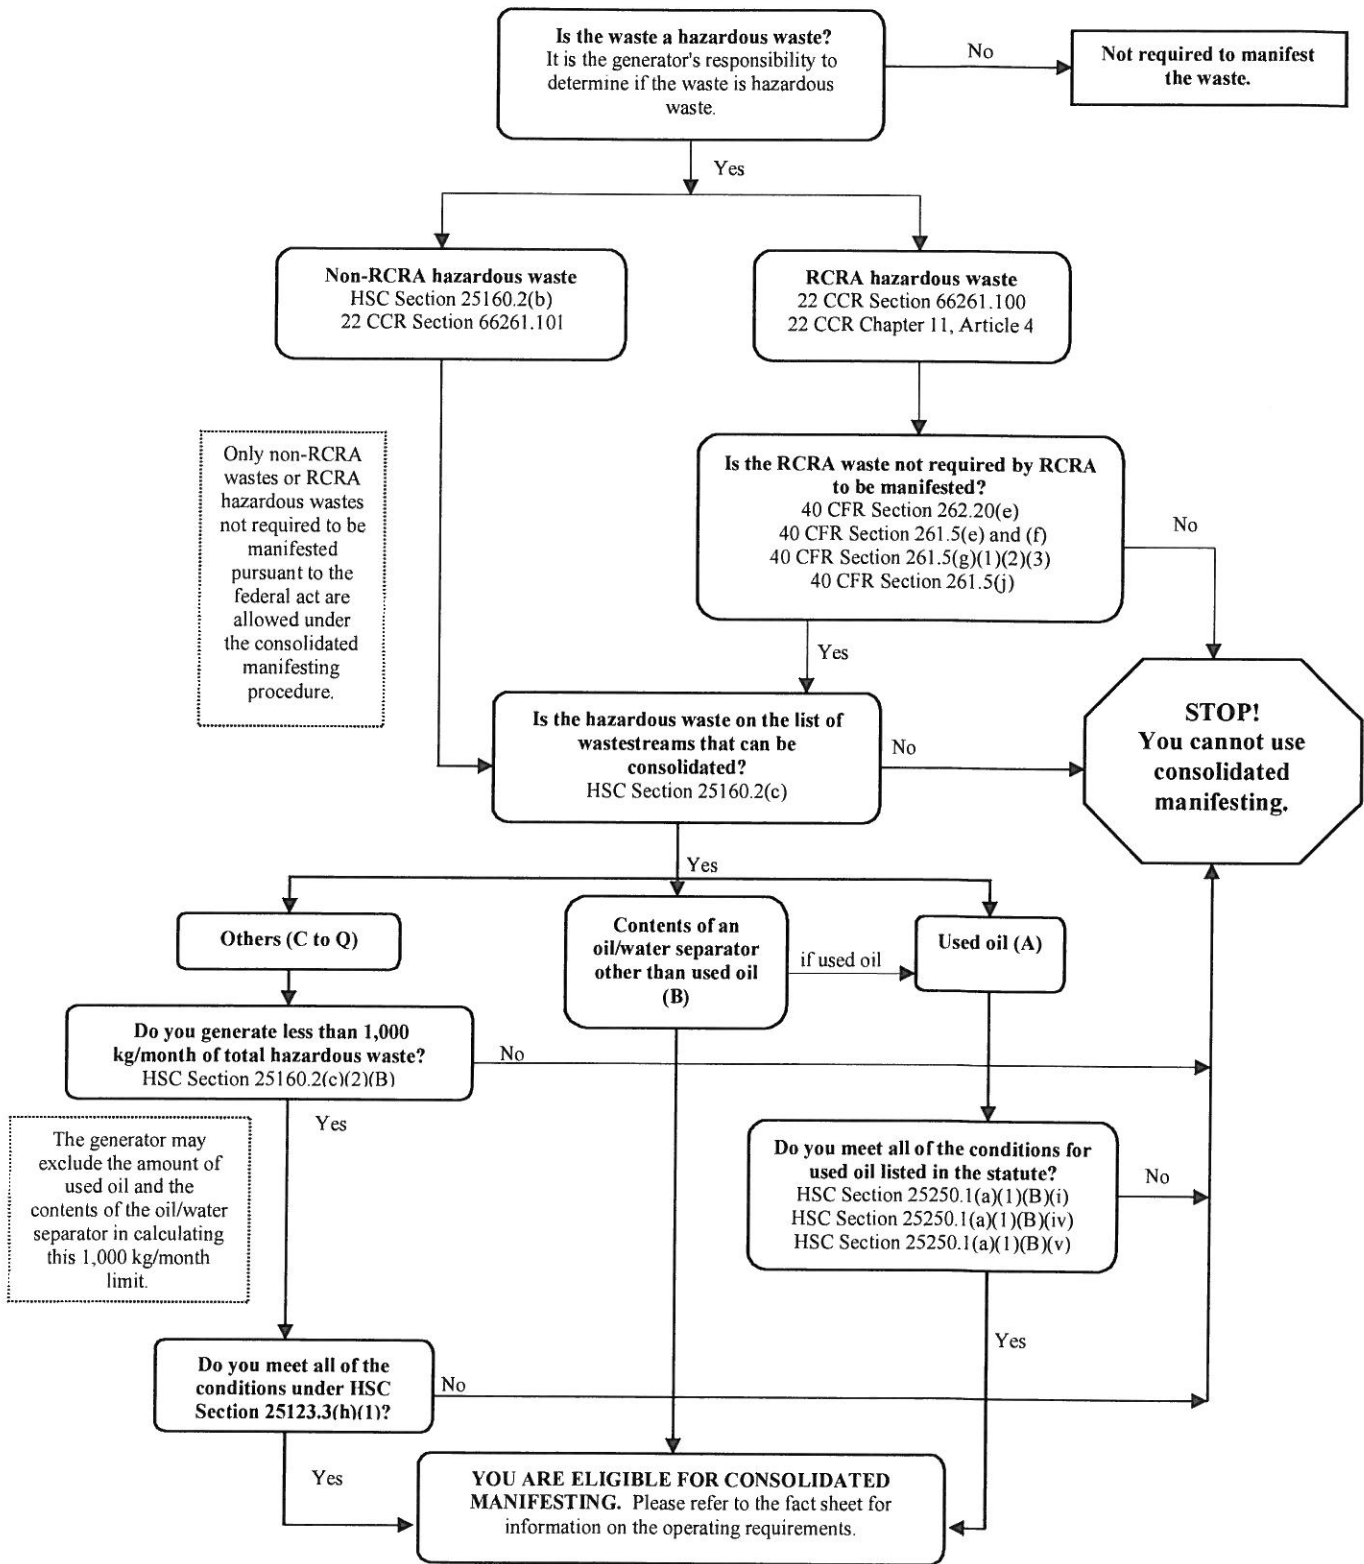 Is the waste a hazardous waste?
It is the generator's responsibility to
determine if the waste is hazardous
waste.
No
Not required to manifest
the waste.
Yes
Non-RCRA hazardous waste
HSC Section 25160.2(b)
22 CCR Section 66261.101
RCRA hazardous waste
22 CCR Section 66261.100
22 CCR Chapter 11, Article 4
Only non-RCRA
wastes or RCRA
hazardous wastes
not required to be
manifested
pursuant to the
federal act are
allowed under
the consolidated
manifesting
procedure.
Is the RCRA waste not required by RCRA
to be manifested?
40 CFR Section 262.20(e)
40 CFR Section 261.5(e) and (f)
40 CFR Section 261.5(g)(1)(2)(3)
40 CFR Section 261.5(j)
No
Yes
Is the hazardous waste on the list of
wastestreams that can be
consolidated?
HSC Section 25160.2(c)
No
STOP!
You cannot use
consolidated
manifesting.
Yes
Others (C to Q)
Contents of an
oil/water separator
other than used oil
(B)
if used oil
Used oil (A)
Do you generate less than 1,000
kg/month of total hazardous waste?
HSC Section 25160.2(c)(2)(B)
No
Yes
The generator may
exclude the amount of
used oil and the
contents of the oil/water
separator in calculating
this 1,000 kg/month
limit.
Do you meet all of the conditions for
used oil listed in the statute?
HSC Section 25250.1(a)(1)(B)(i)
HSC Section 25250.1(a)(1)(B)(iv)
HSC Section 25250.1(a)(1)(B)(v)
No
Yes
Do you meet all of the
conditions under HSC
Section 25123.3(h)(1)?
No
Yes
YOU ARE ELIGIBLE FOR CONSOLIDATED
MANIFESTING. Please refer to the fact sheet for
information on the operating requirements.